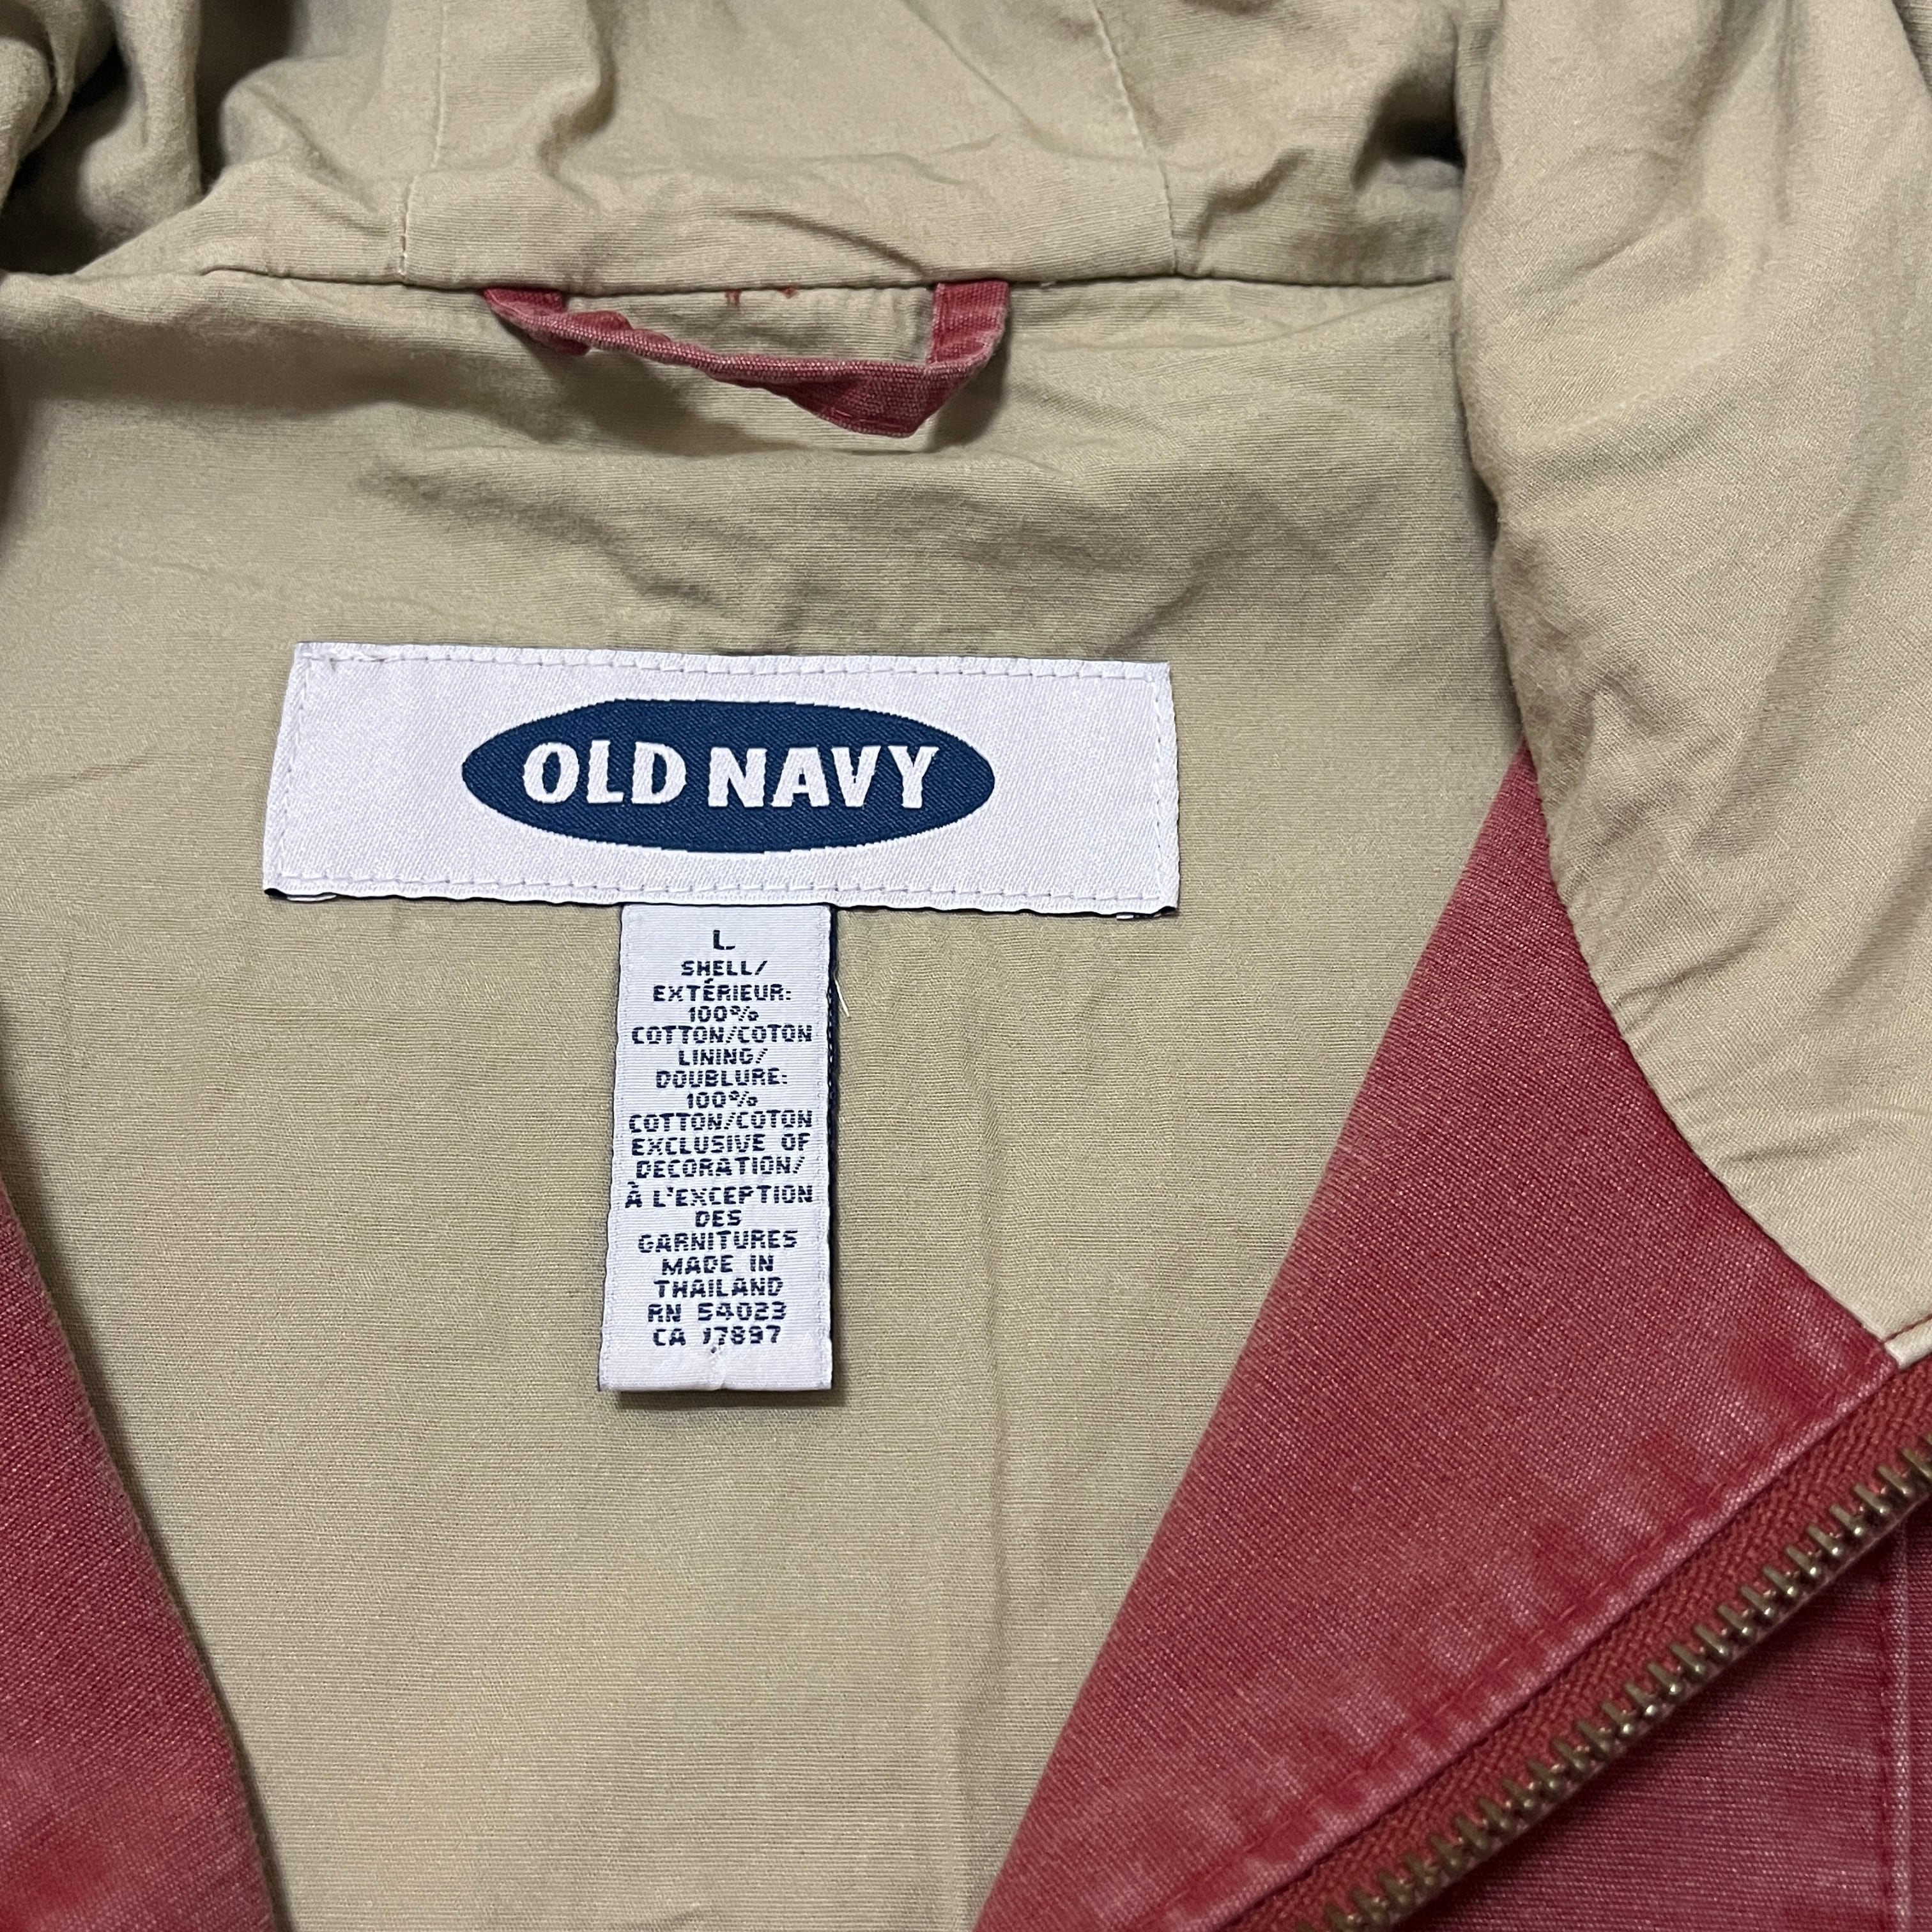 OLD NAVY
L
SHELL/
EXTÉRIEUR:
100%
COTTON/COTON
LINING/
DOUBLURE:
100%
COTTON/COTON
EXCLUSIVE OF
DECORATION/
À L'EXCEPTION
DES
GARNITURES
MADE IN
THAILAND
RN 54023
CA 17897